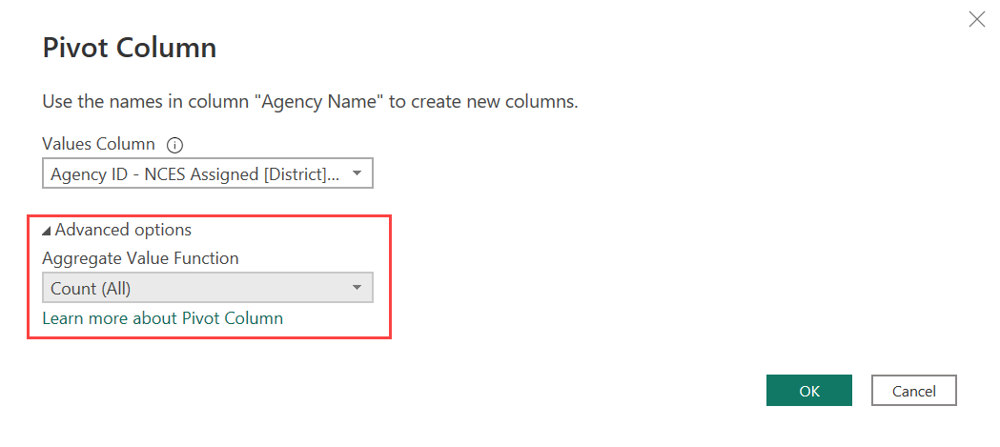 Pivot Column
Use the names in column "Agency Name" to create new columns.
Values Column
Agency ID - NCES Assigned [District]...
Advanced options
Aggregate Value Function
Count (All)
Learn more about Pivot Column
OK
Cancel